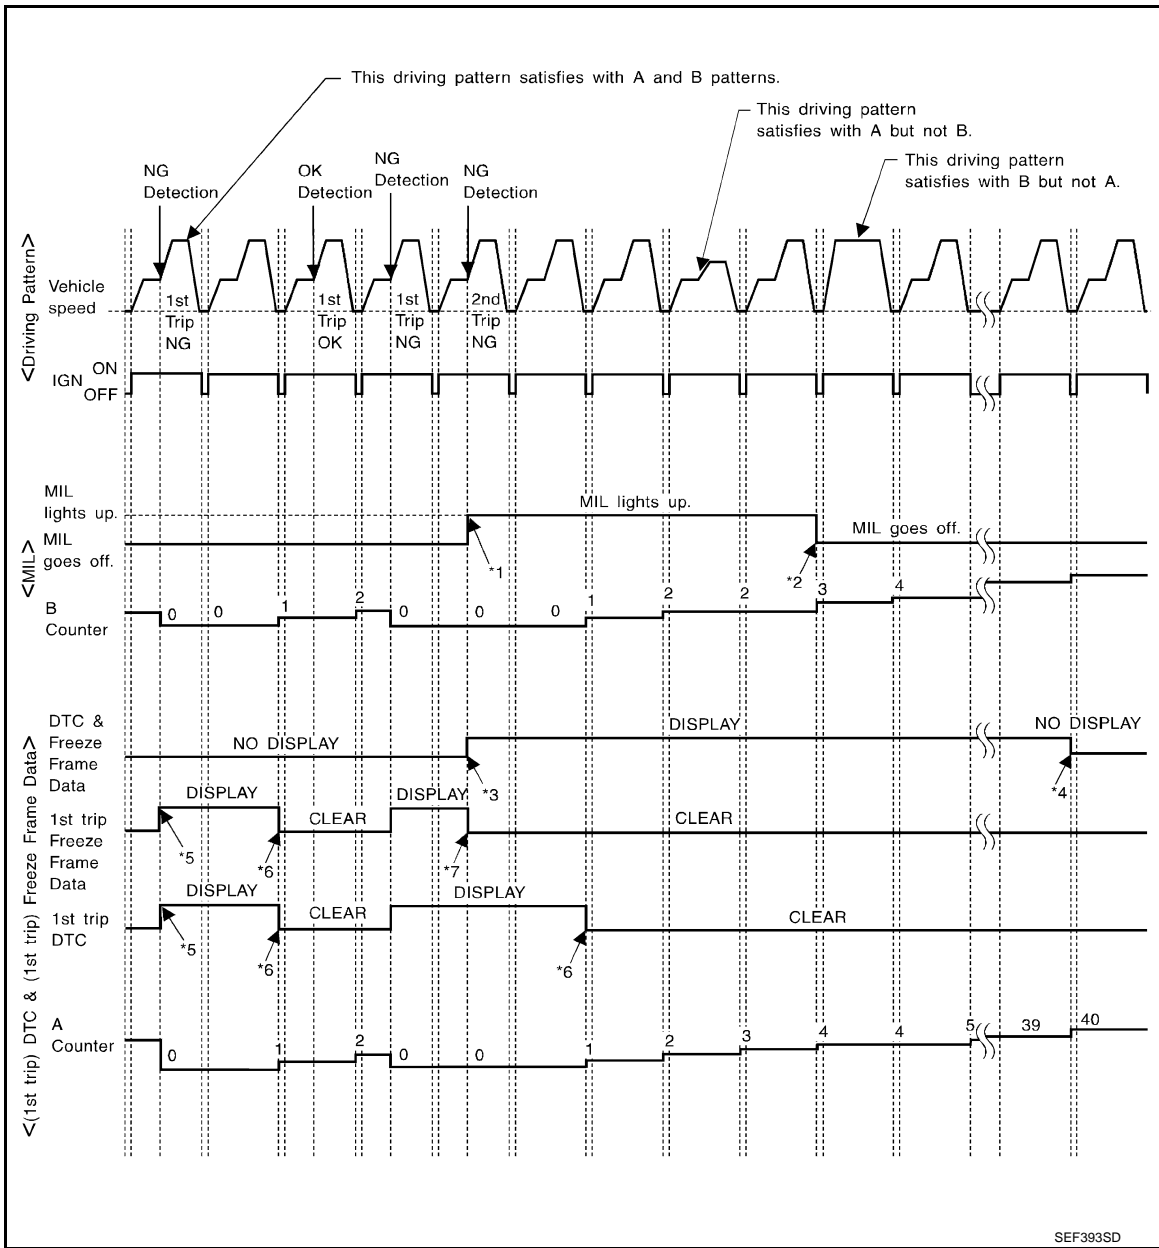 This driving pattern satisfies with A and B patterns.
This driving pattern
satisfies with A but not B.
This driving pattern
satisfies with B but not A.
NG
Detection
OK
Detection
NG
Detection
NG
Detection
<Driving Pattern>
Vehicle
speed
1st
Trip
NG
1st
Trip
OK
1st
Trip
NG
2nd
Trip
NG
IGN ON
OFF
<MIL>
MIL
lights up.
MIL lights up.
MIL
goes off.
MIL goes off.
*1
*2
B
Counter
0 0 1 2 0 0 0 1 2 2 3 4
<(1st trip) DTC & (1st trip) Freeze Frame Data>
DTC &
Freeze
Frame
Data
NO DISPLAY
DISPLAY
NO DISPLAY
*3
*4
1st trip
Freeze
Frame
Data
DISPLAY
CLEAR
DISPLAY
CLEAR
*5
*6
*7
1st trip
DTC
DISPLAY
CLEAR
DISPLAY
CLEAR
*5
*6
*6
A
Counter
0 1 2 0 0 1 2 3 4 4 5 39 40
SEF393SD